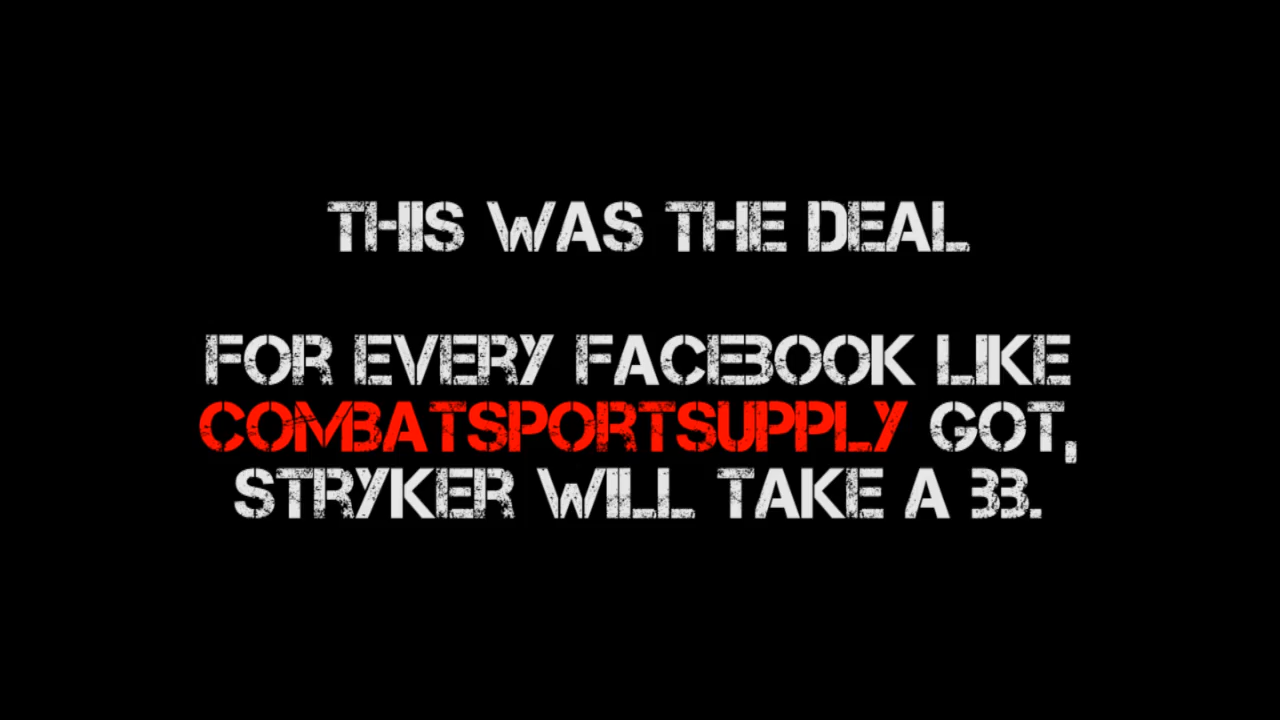 THIS WAS THE DEAL
FOR EVERY FACEBOOK LIKE
COMBATSPORTSUPPLY GOT,
STRYKER WILL TAKE A BB.